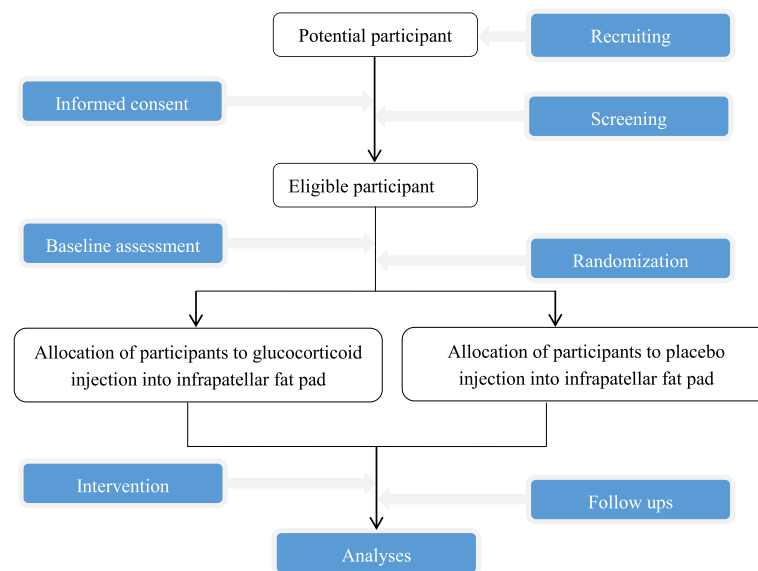 Potential participant
Recruiting
Informed consent
Screening
Eligible participant
Baseline assessment
Randomization
Allocation of participants to glucocorticoid
injection into infrapatellar fat pad
Allocation of participants to placebo
injection into infrapatellar fat pad
Intervention
Follow ups
Analyses